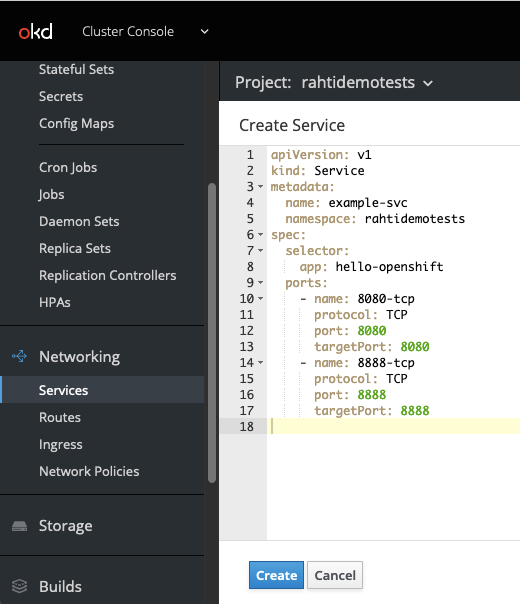 okd
Cluster Console
Stateful Sets
Secrets
Config Maps
Cron Jobs
Jobs
Daemon Sets
Replica Sets
Replication Controllers
HPAs
Networking
Services
Routes
Ingress
Network Policies
Storage
Builds
Project: rahtidemotests
Create Service
1 apiVersion: v1
2 kind: Service
3 metadata:
4   name: example-svc
5   namespace: rahtidemotests
6 spec:
7   selector:
8     app: hello-openshift
9   ports:
10     - name: 8080-tcp
11       protocol: TCP
12       port: 8080
13       targetPort: 8080
14     - name: 8888-tcp
15       protocol: TCP
16       port: 8888
17       targetPort: 8888
18
Create
Cancel